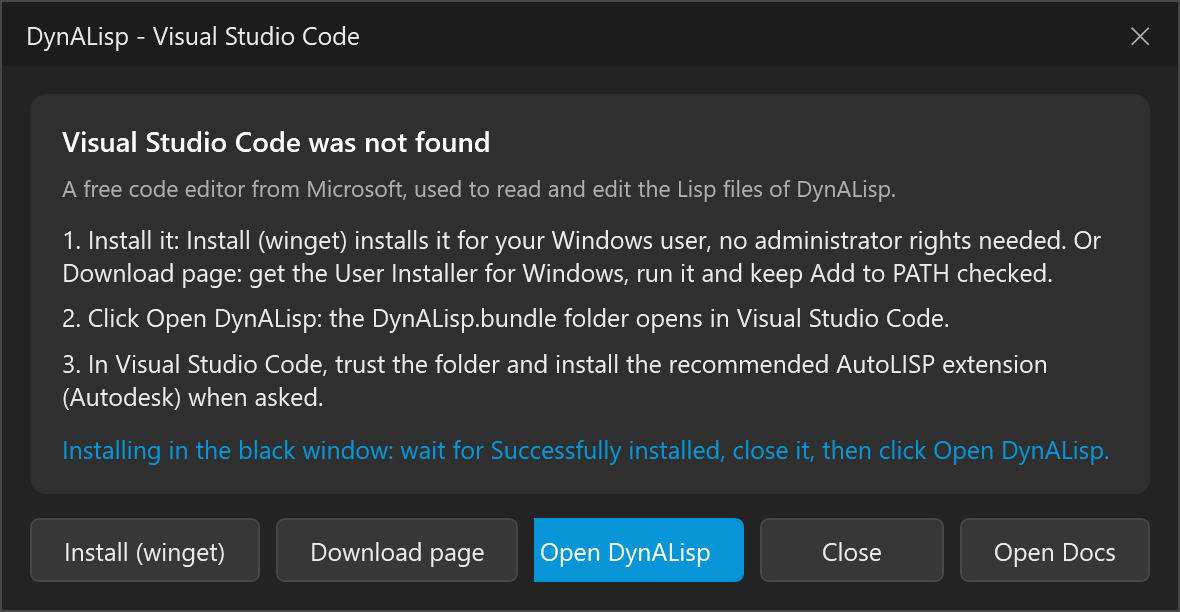 DynALisp - Visual Studio Code
Visual Studio Code was not found
A free code editor from Microsoft, used to read and edit the Lisp files of DynALisp.
1. Install it: Install (winget) installs it for your Windows user, no administrator rights needed. Or
Download page: get the User Installer for Windows, run it and keep Add to PATH checked.
2. Click Open DynALisp: the DynALisp.bundle folder opens in Visual Studio Code.
3. In Visual Studio Code, trust the folder and install the recommended AutoLISP extension
(Autodesk) when asked.
Installing in the black window: wait for Successfully installed, close it, then click Open DynALisp.
Install (winget)
Download page
Open DynALisp
Close
Open Docs